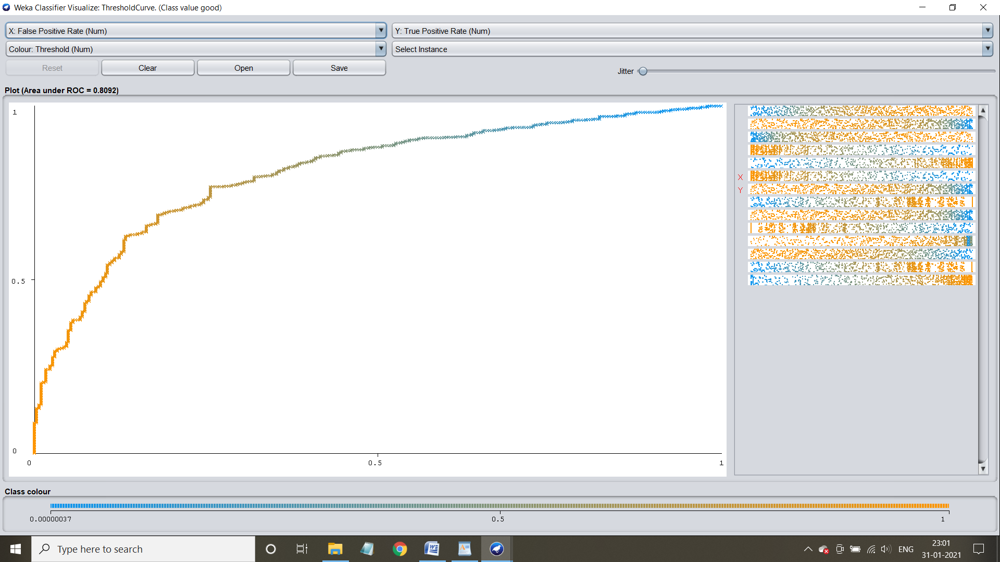 Weka Classifier Visualize: ThresholdCurve. (Class value good)
X: False Positive Rate (Num)
Y: True Positive Rate (Num)
Colour: Threshold (Num)
Select Instance
Reset
Clear
Open
Save
Jitter
Plot (Area under ROC = 0.8092)
1
0.5
0
0
0.5
1
X
Y
Class colour
0.00000037
0.5
1
Type here to search
ENG
23:01
31-01-2021